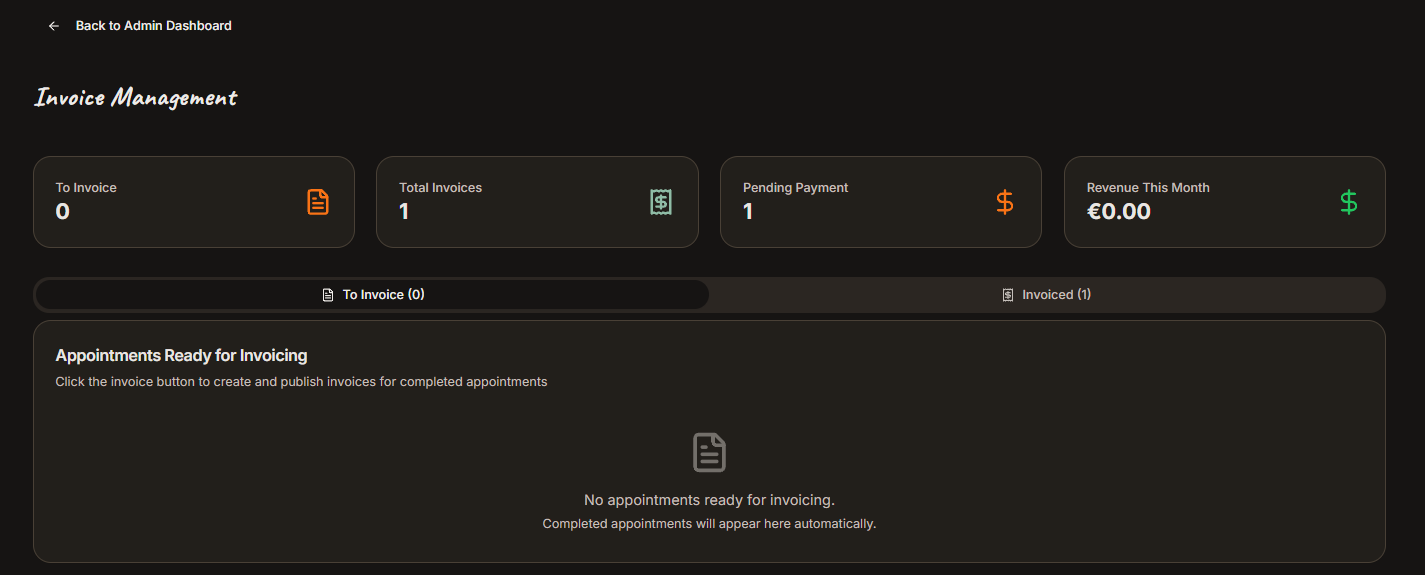 Back to Admin Dashboard
Invoice Management
To Invoice
0
Total Invoices
1
Pending Payment
1
Revenue This Month
€0.00
To Invoice (0)
Invoiced (1)
Appointments Ready for Invoicing
Click the invoice button to create and publish invoices for completed appointments
No appointments ready for invoicing.
Completed appointments will appear here automatically.